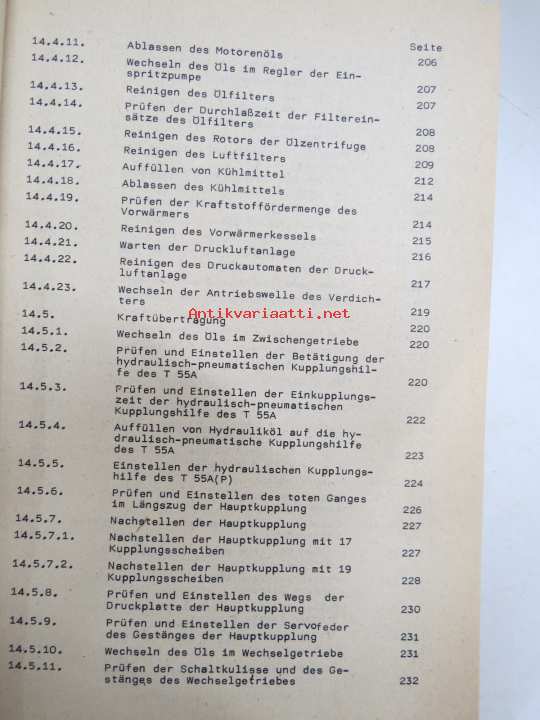 Seite
14.4.11. Ablassen des Motorenöls 206
14.4.12. Wechseln des Öls im Regler der Ein-
spritzpumpe 207
14.4.13. Reinigen des Ölfilters 207
14.4.14. Prüfen der Durchlaßzeit der Filterein-
sätze des Ölfilters 208
14.4.15. Reinigen des Rotors der Ölzentrifuge 208
14.4.16. Reinigen des Luftfilters 209
14.4.17. Auffüllen von Kühlmittel 212
14.4.18. Ablassen des Kühlmittels 214
14.4.19. Prüfen der Kraftstoffördermenge des
Vorwärmers 214
14.4.20. Reinigen des Vorwärmerkessels 215
14.4.21. Warten der Druckluftanlage 216
14.4.22. Reinigen des Druckautomaten der Druck-
luftanlage 217
14.4.23. Wechseln der Antriebswelle des Verdich-
ters 219
Antikvariaatti.net
14.5. Kraftübertragung 220
14.5.1. Wechseln des Öls im Zwischengetriebe 220
14.5.2. Prüfen und Einstellen der Betätigung der
hydraulisch-pneumatischen Kupplungshil-
fe des T 55A 220
14.5.3. Prüfen und Einstellen der Einkupplungs-
zeit der hydraulisch-pneumatischen
Kupplungshilfe des T 55A 222
14.5.4. Auffüllen von Hydrauliköl auf die hy-
draulisch-pneumatische Kupplungshilfe
des T 55A 223
14.5.5. Einstellen der hydraulischen Kupplungs-
hilfe des T 55A(P) 224
14.5.6. Prüfen und Einstellen des toten Ganges
im Längszug der Hauptkupplung 226
14.5.7. Nachstellen der Hauptkupplung 227
14.5.7.1. Nachstellen der Hauptkupplung mit 17
Kupplungsscheiben 227
14.5.7.2. Nachstellen der Hauptkupplung mit 19
Kupplungsscheiben 228
14.5.8. Prüfen und Einstellen des Wegs der
Druckplatte der Hauptkupplung 230
14.5.9. Prüfen und Einstellen der Servofeder
des Gestänges der Hauptkupplung 231
14.5.10. Wechseln des Öls im Wechselgetriebe 231
14.5.11. Prüfen der Schaltkulisse und des Ge-
stänges des Wechselgetriebes 232